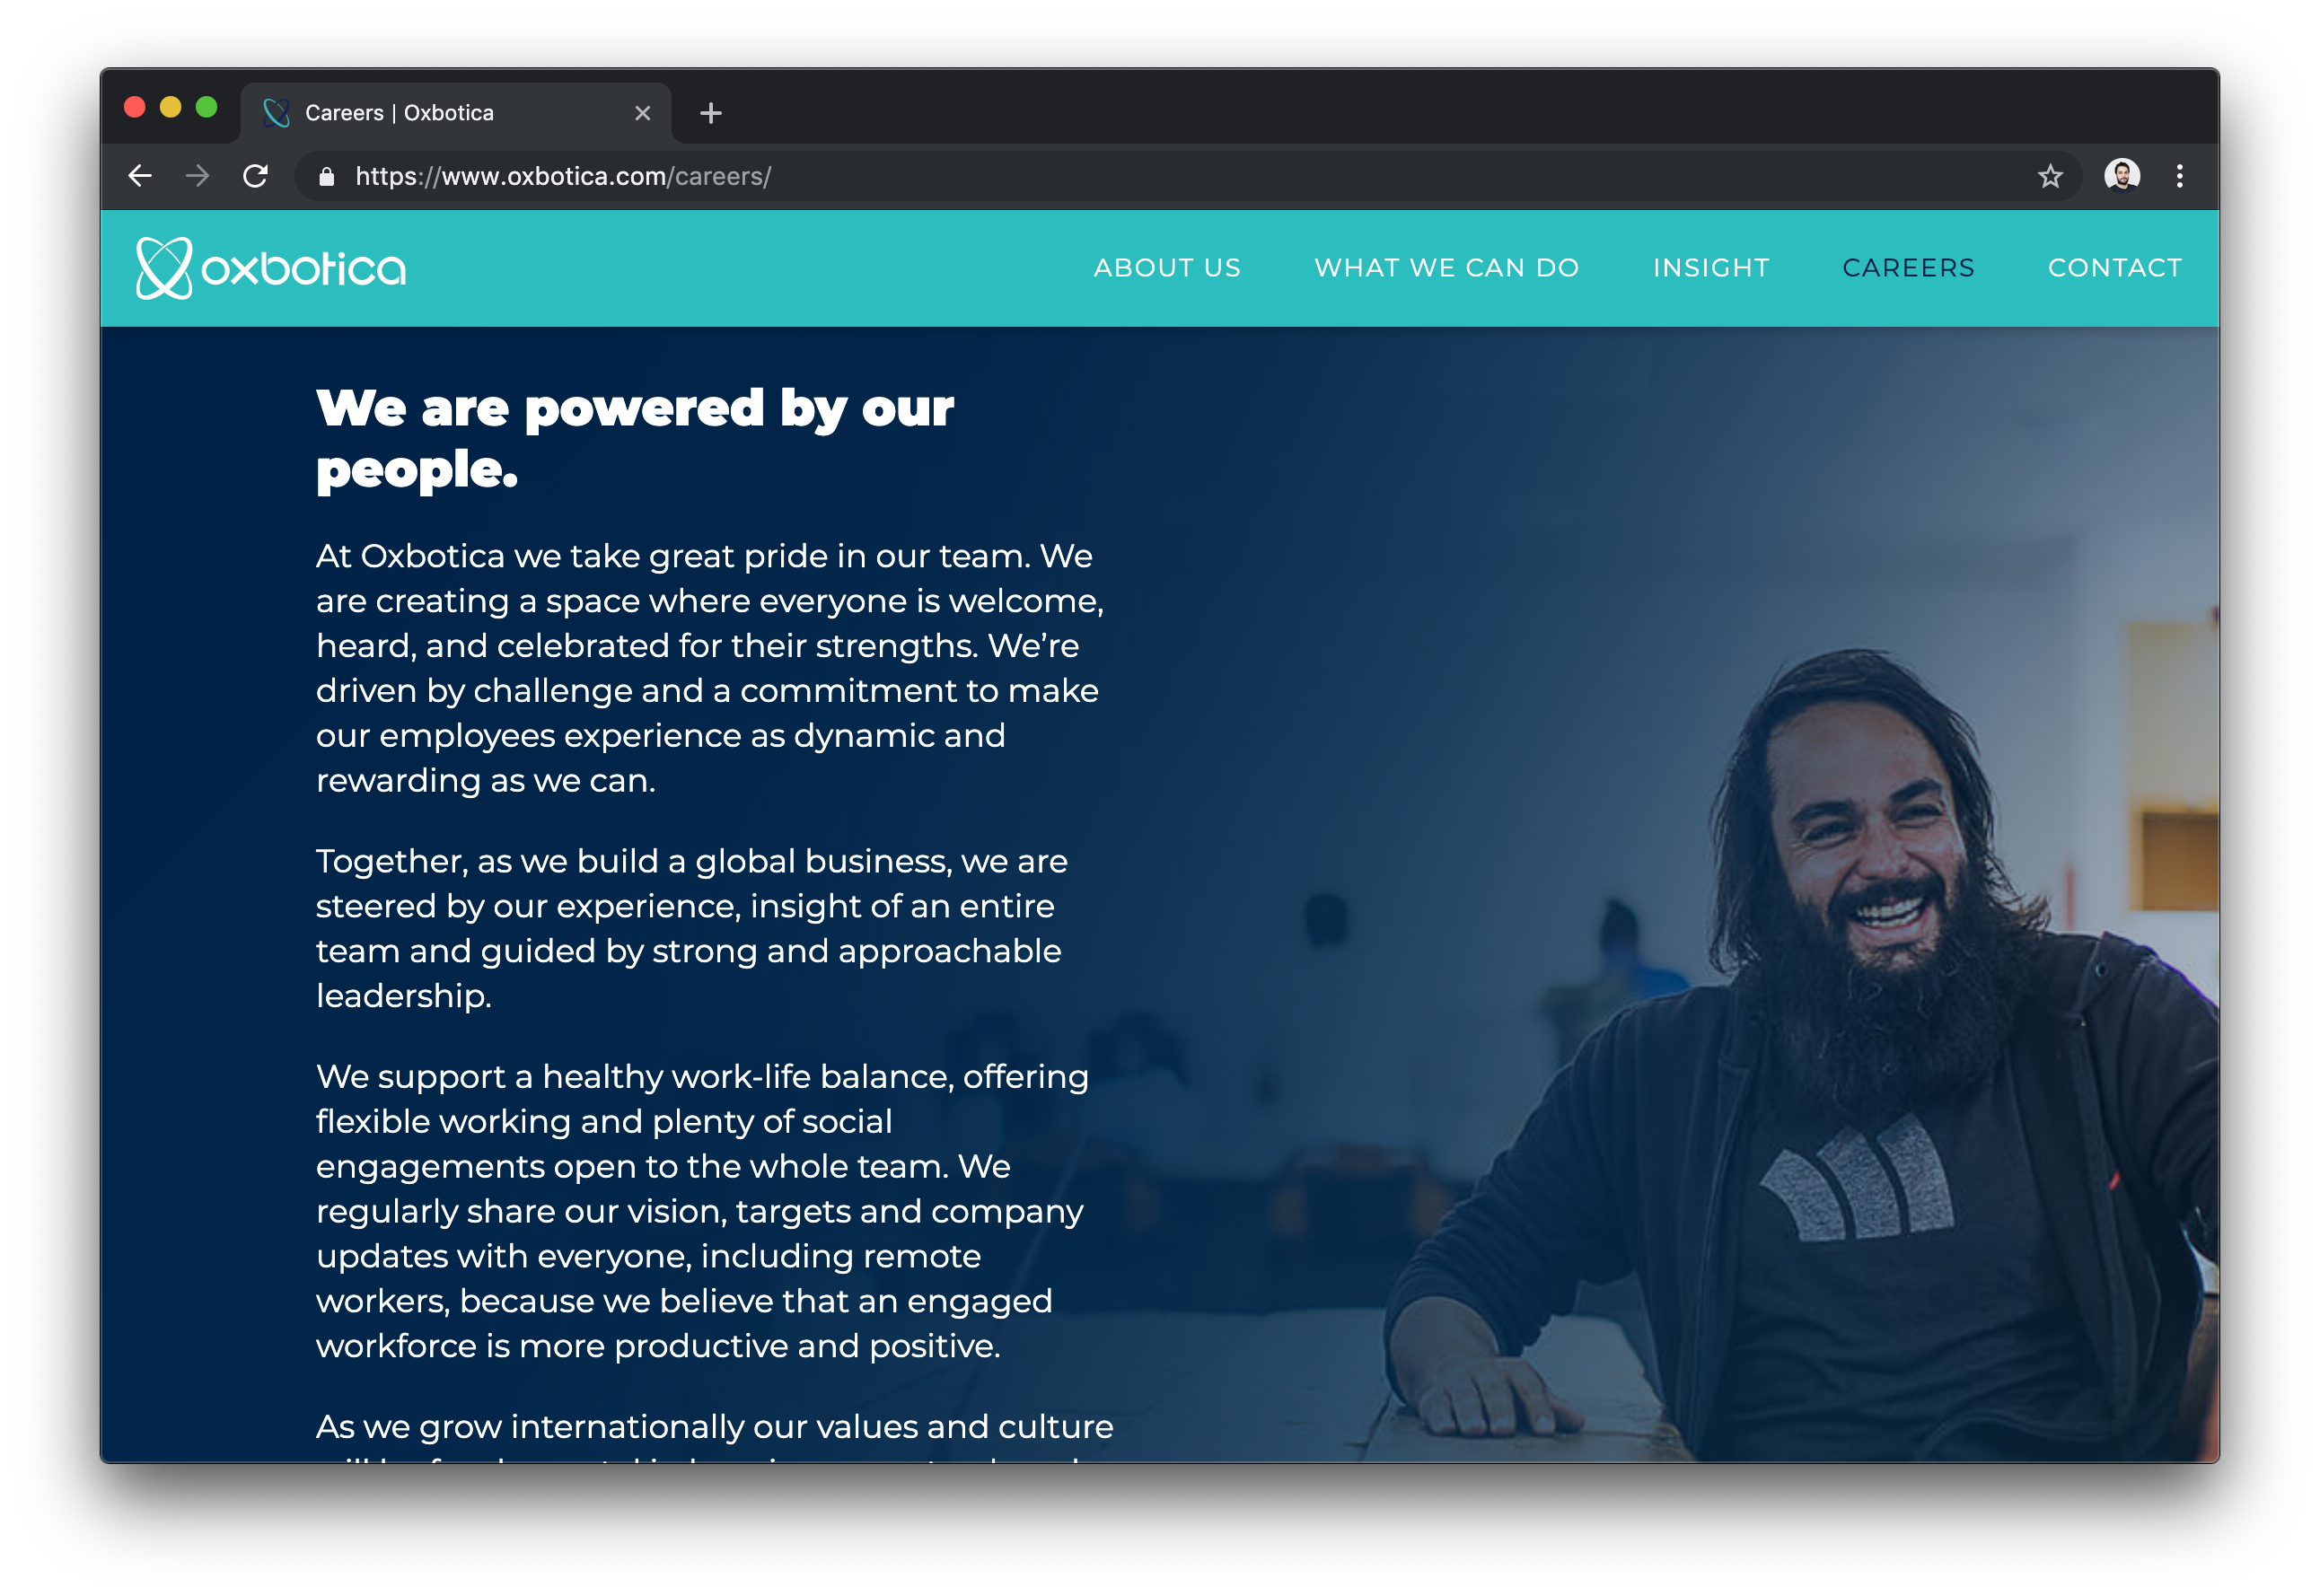 Careers | Oxbotica
https://www.oxbotica.com/careers/
oxbotica
ABOUT US
WHAT WE CAN DO
INSIGHT
CAREERS
CONTACT
We are powered by our
people.
At Oxbotica we take great pride in our team. We
are creating a space where everyone is welcome,
heard, and celebrated for their strengths. We’re
driven by challenge and a commitment to make
our employees experience as dynamic and
rewarding as we can.
Together, as we build a global business, we are
steered by our experience, insight of an entire
team and guided by strong and approachable
leadership.
We support a healthy work-life balance, offering
flexible working and plenty of social
engagements open to the whole team. We
regularly share our vision, targets and company
updates with everyone, including remote
workers, because we believe that an engaged
workforce is more productive and positive.
As we grow internationally our values and culture